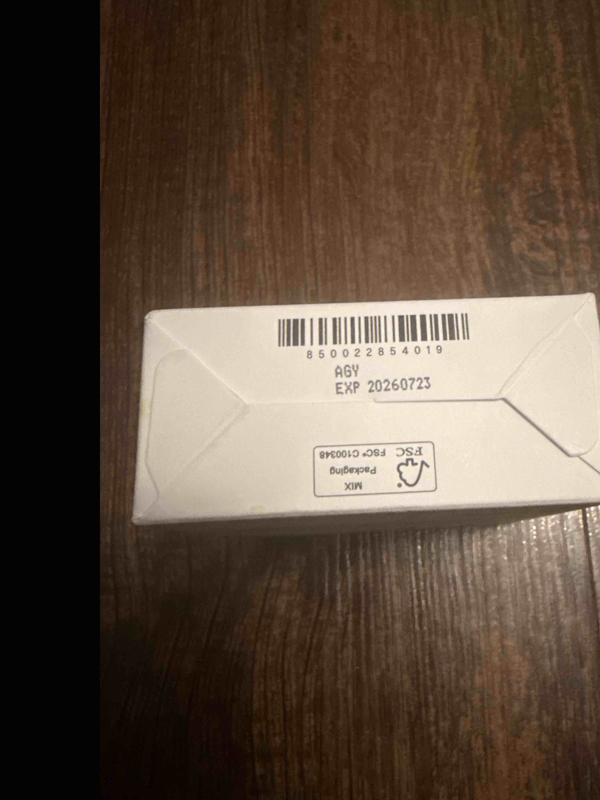 850022854019
AGY
EXP 20260723
MIX
Packaging
FSC
FSC® C100348